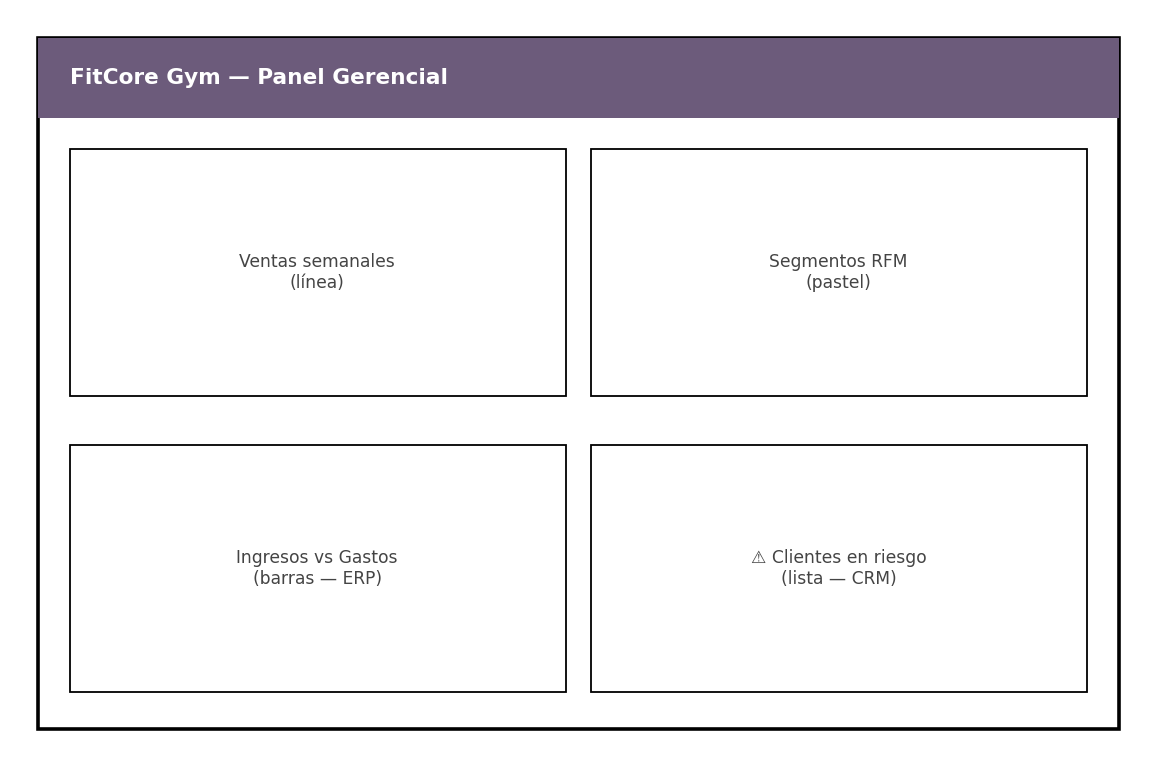 FitCore Gym — Panel Gerencial
Ventas semanales
(línea)
Segmentos RFM
(pastel)
Ingresos vs Gastos
(barras — ERP)
⚠ Clientes en riesgo
(lista — CRM)